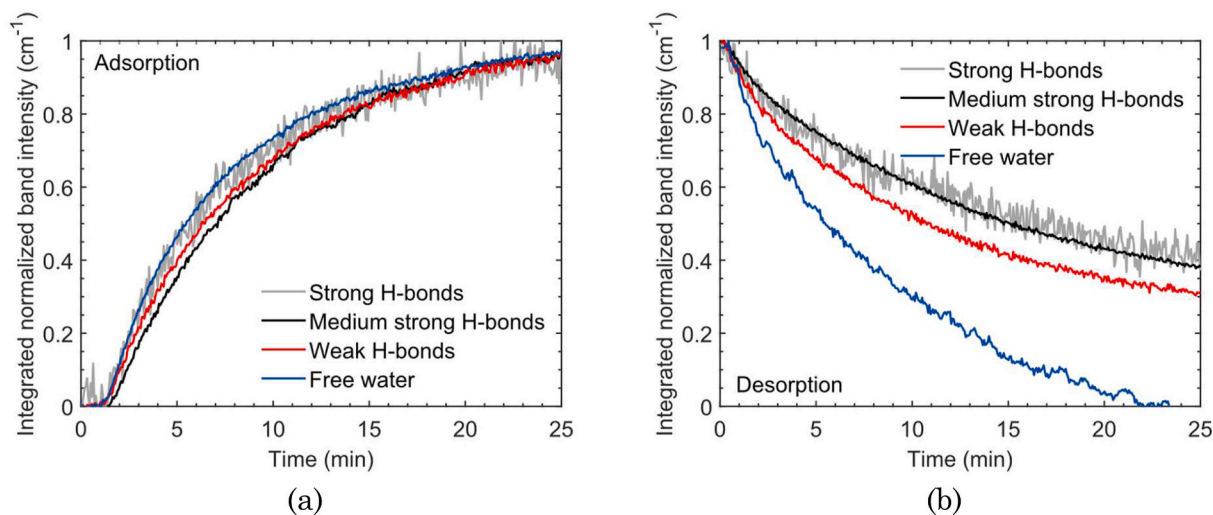 Integrated normalized band intensity (cm-1)
1
0.8
0.6
0.4
0.2
0
Adsorption
Strong H-bonds
Medium strong H-bonds
Weak H-bonds
Free water
0 5 10 15 20 25
Time (min)
(a)
Integrated normalized band intensity (cm-1)
1
0.8
0.6
0.4
0.2
0
Strong H-bonds
Medium strong H-bonds
Weak H-bonds
Free water
Desorption
0 5 10 15 20 25
Time (min)
(b)